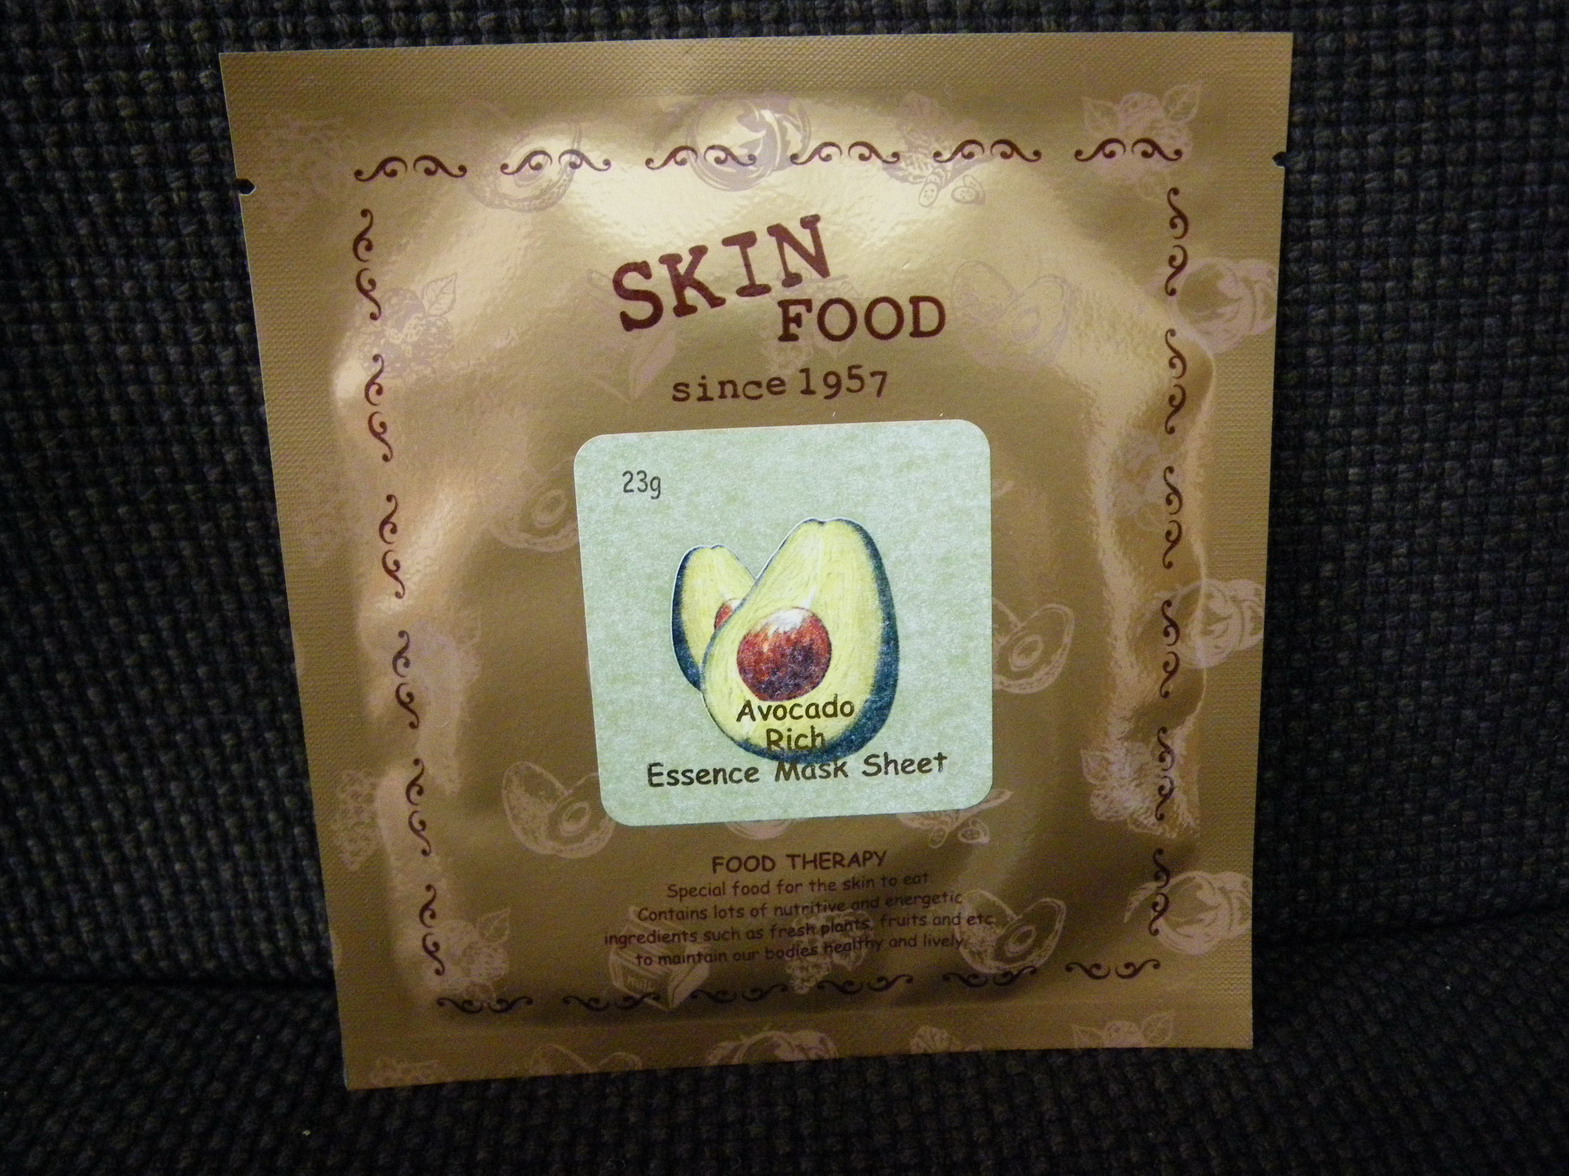 SKIN
FOOD
since 1957
23g
Avocado
Rich
Essence Mask Sheet
FOOD THERAPY
Special food for the skin to eat
Contains lots of nutritive and energetic
ingredients such as fresh plants, fruits and etc.
to maintain our bodies healthy and lively.